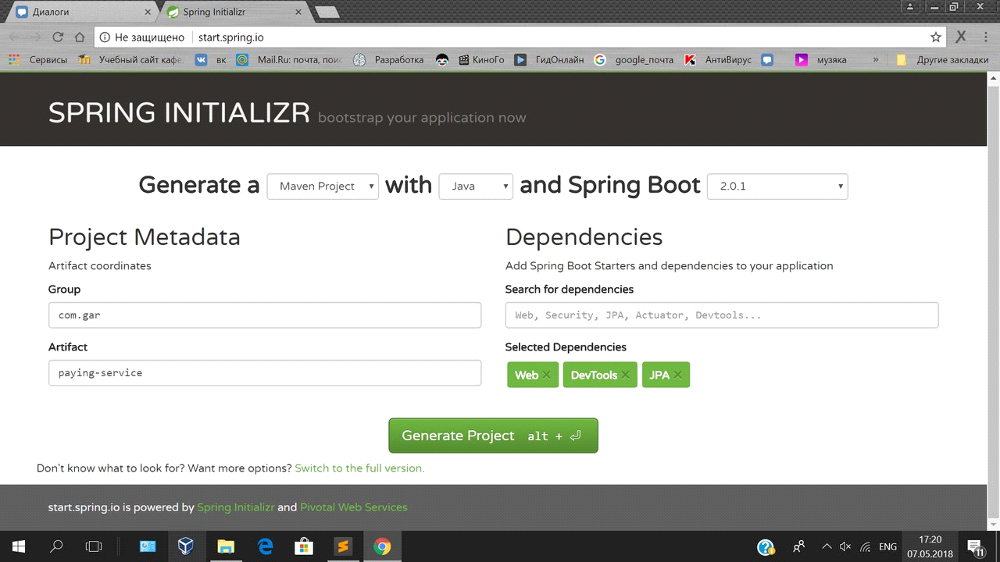 Диалоги
Spring Initializr
Не защищено
start.spring.io
Сервисы
Учебный сайт кафе
вк
Mail.Ru: почта, пои
Разработка
КиноГо
ГидОнлайн
google_почта
АнтиВирус
музяка
»
Другие закладки
SPRING INITIALIZR bootstrap your application now
Generate a Maven Project with Java and Spring Boot 2.0.1
Project Metadata
Artifact coordinates
Group
com.gar
Artifact
paying-service
Dependencies
Add Spring Boot Starters and dependencies to your application
Search for dependencies
Web, Security, JPA, Actuator, Devtools...
Selected Dependencies
Web DevTools JPA
Generate Project alt + ⏎
Don't know what to look for? Want more options? Switch to the full version.
start.spring.io is powered by Spring Initializr and Pivotal Web Services
ENG
17:20
07.05.2018
11